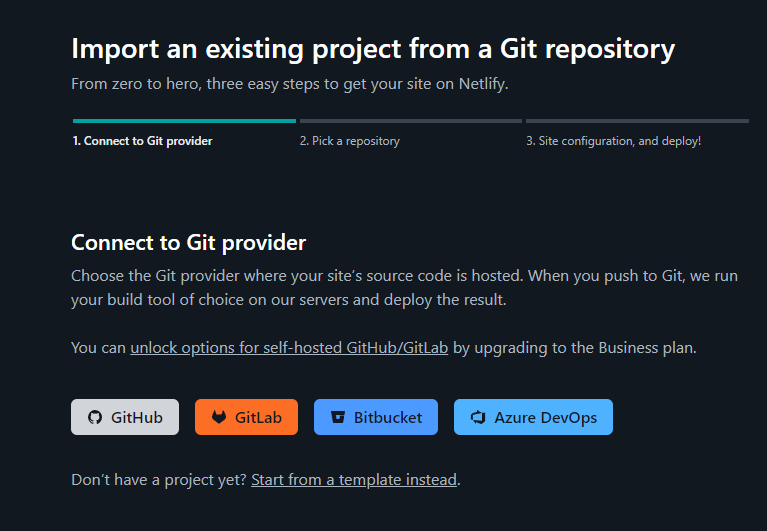 Import an existing project from a Git repository
From zero to hero, three easy steps to get your site on Netlify.
1. Connect to Git provider
2. Pick a repository
3. Site configuration, and deploy!
Connect to Git provider
Choose the Git provider where your site's source code is hosted. When you push to Git, we run
your build tool of choice on our servers and deploy the result.
You can unlock options for self-hosted GitHub/GitLab by upgrading to the Business plan.
GitHub
GitLab
Bitbucket
Azure DevOps
Don't have a project yet? Start from a template instead.